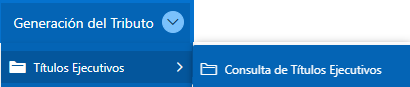 Generación del Tributo
Títulos Ejecutivos
Consulta de Títulos Ejecutivos